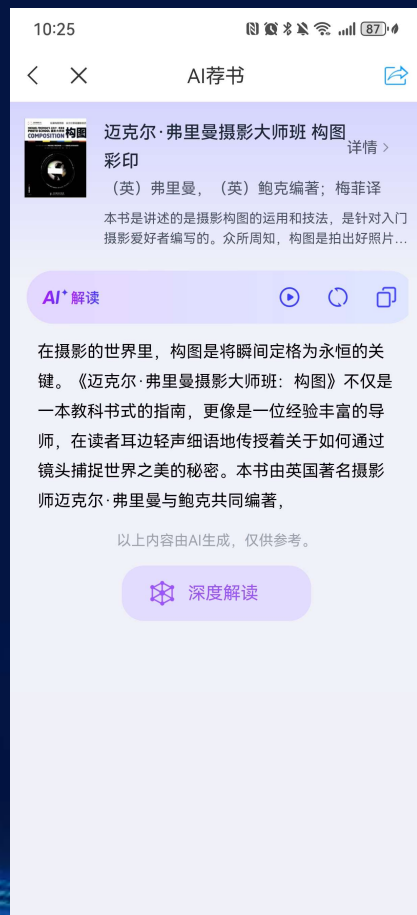 10:25
87
AI荐书
构图
COMPOSITION
迈克尔·弗里曼摄影大师班 构图
彩印
详情 >
（英）弗里曼，（英）鲍克编著；梅菲译
本书是讲述的是摄影构图的运用和技法，是针对入门
摄影爱好者编写的。众所周知，构图是拍出好照片…
AI+ 解读
在摄影的世界里，构图是将瞬间定格为永恒的关
键。《迈克尔·弗里曼摄影大师班：构图》不仅是
一本教科书式的指南，更像是一位经验丰富的导
师，在读者耳边轻声细语地传授着关于如何通过
镜头捕捉世界之美的秘密。本书由英国著名摄影
师迈克尔·弗里曼与鲍克共同编著，
以上内容由AI生成，仅供参考。
深度解读